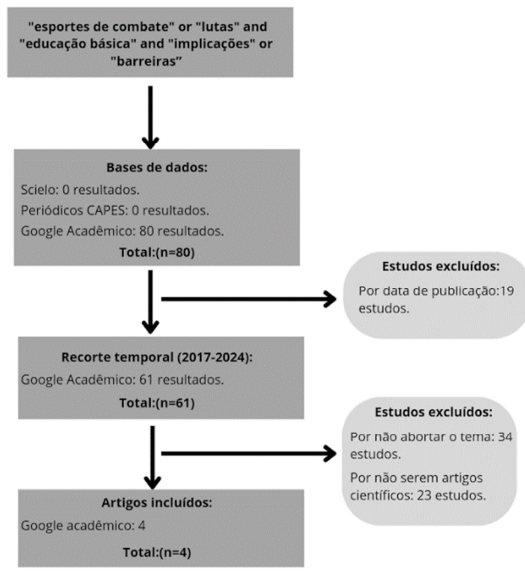 "esportes de combate" or "lutas" and
"educação básica" and "implicações" or
"barreiras”
Bases de dados:
Scielo: 0 resultados.
Periódicos CAPES: 0 resultados.
Google Acadêmico: 80 resultados.
Total:(n=80)
Estudos excluídos:
Por data de publicação:19
estudos.
Recorte temporal (2017-2024):
Google Acadêmico: 61 resultados.
Total:(n=61)
Estudos excluídos:
Por não abortar o tema: 34
estudos.
Por não serem artigos
científicos: 23 estudos.
Artigos incluídos:
Google acadêmico: 4
Total:(n=4)